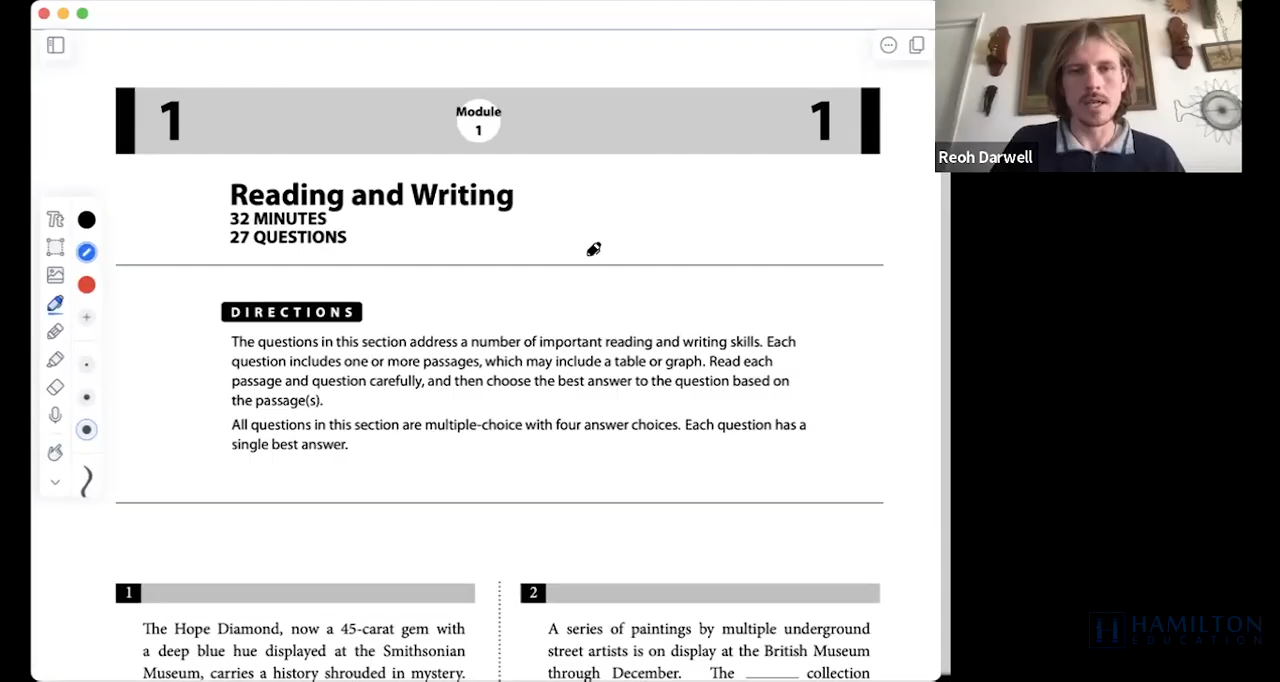 1
Module
1
1
Reading and Writing
32 MINUTES
27 QUESTIONS
DIRECTIONS
The questions in this section address a number of important reading and writing skills. Each
question includes one or more passages, which may include a table or graph. Read each
passage and question carefully, and then choose the best answer to the question based on
the passage(s).
All questions in this section are multiple-choice with four answer choices. Each question has a
single best answer.
1
The Hope Diamond, now a 45-carat gem with
a deep blue hue displayed at the Smithsonian
Museum, carries a history shrouded in mystery.
2
A series of paintings by multiple underground
street artists is on display at the British Museum
through December. The ______ collection
Tt
Reoh Darwell
HAMILTON
EDUCATION